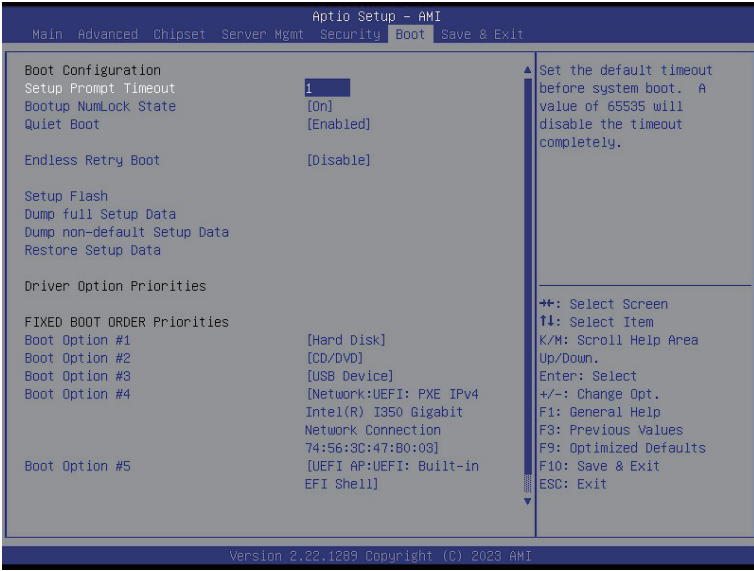 Aptio Setup – AMI
Main Advanced Chipset Server Mgmt Security Boot Save & Exit
Boot Configuration
Setup Prompt Timeout 1
Bootup NumLock State [On]
Quiet Boot [Enabled]
Endless Retry Boot [Disable]
Setup Flash
Dump full Setup Data
Dump non-default Setup Data
Restore Setup Data
Driver Option Priorities
FIXED BOOT ORDER Priorities
Boot Option #1 [Hard Disk]
Boot Option #2 [CD/DVD]
Boot Option #3 [USB Device]
Boot Option #4 [Network:UEFI: PXE IPv4
Intel(R) I350 Gigabit
Network Connection
74:56:3C:47:B0:03]
Boot Option #5 [UEFI AP:UEFI: Built-in
EFI Shell]
Set the default timeout
before system boot. A
value of 65535 will
disable the timeout
completely.
→←: Select Screen
↑↓: Select Item
K/M: Scroll Help Area
Up/Down.
Enter: Select
+/-: Change Opt.
F1: General Help
F3: Previous Values
F9: Optimized Defaults
F10: Save & Exit
ESC: Exit
Version 2.22.1289 Copyright (C) 2023 AMI